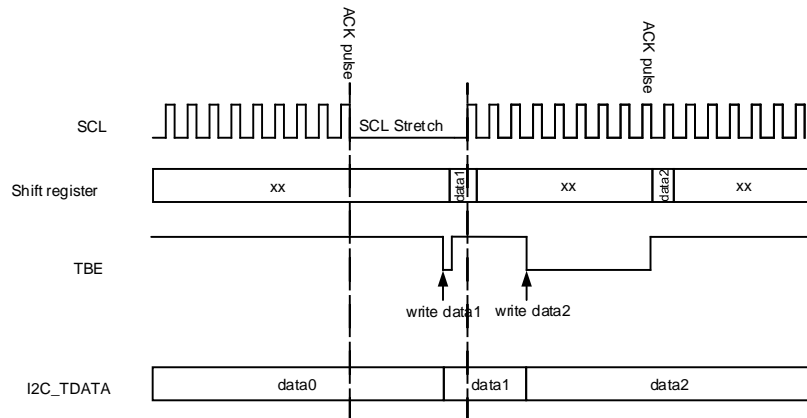 ACK pulse
ACK pulse
SCL
SCL Stretch
Shift register
xx
data1
xx
data2
xx
TBE
write data1
write data2
I2C_TDATA
data0
data1
data2